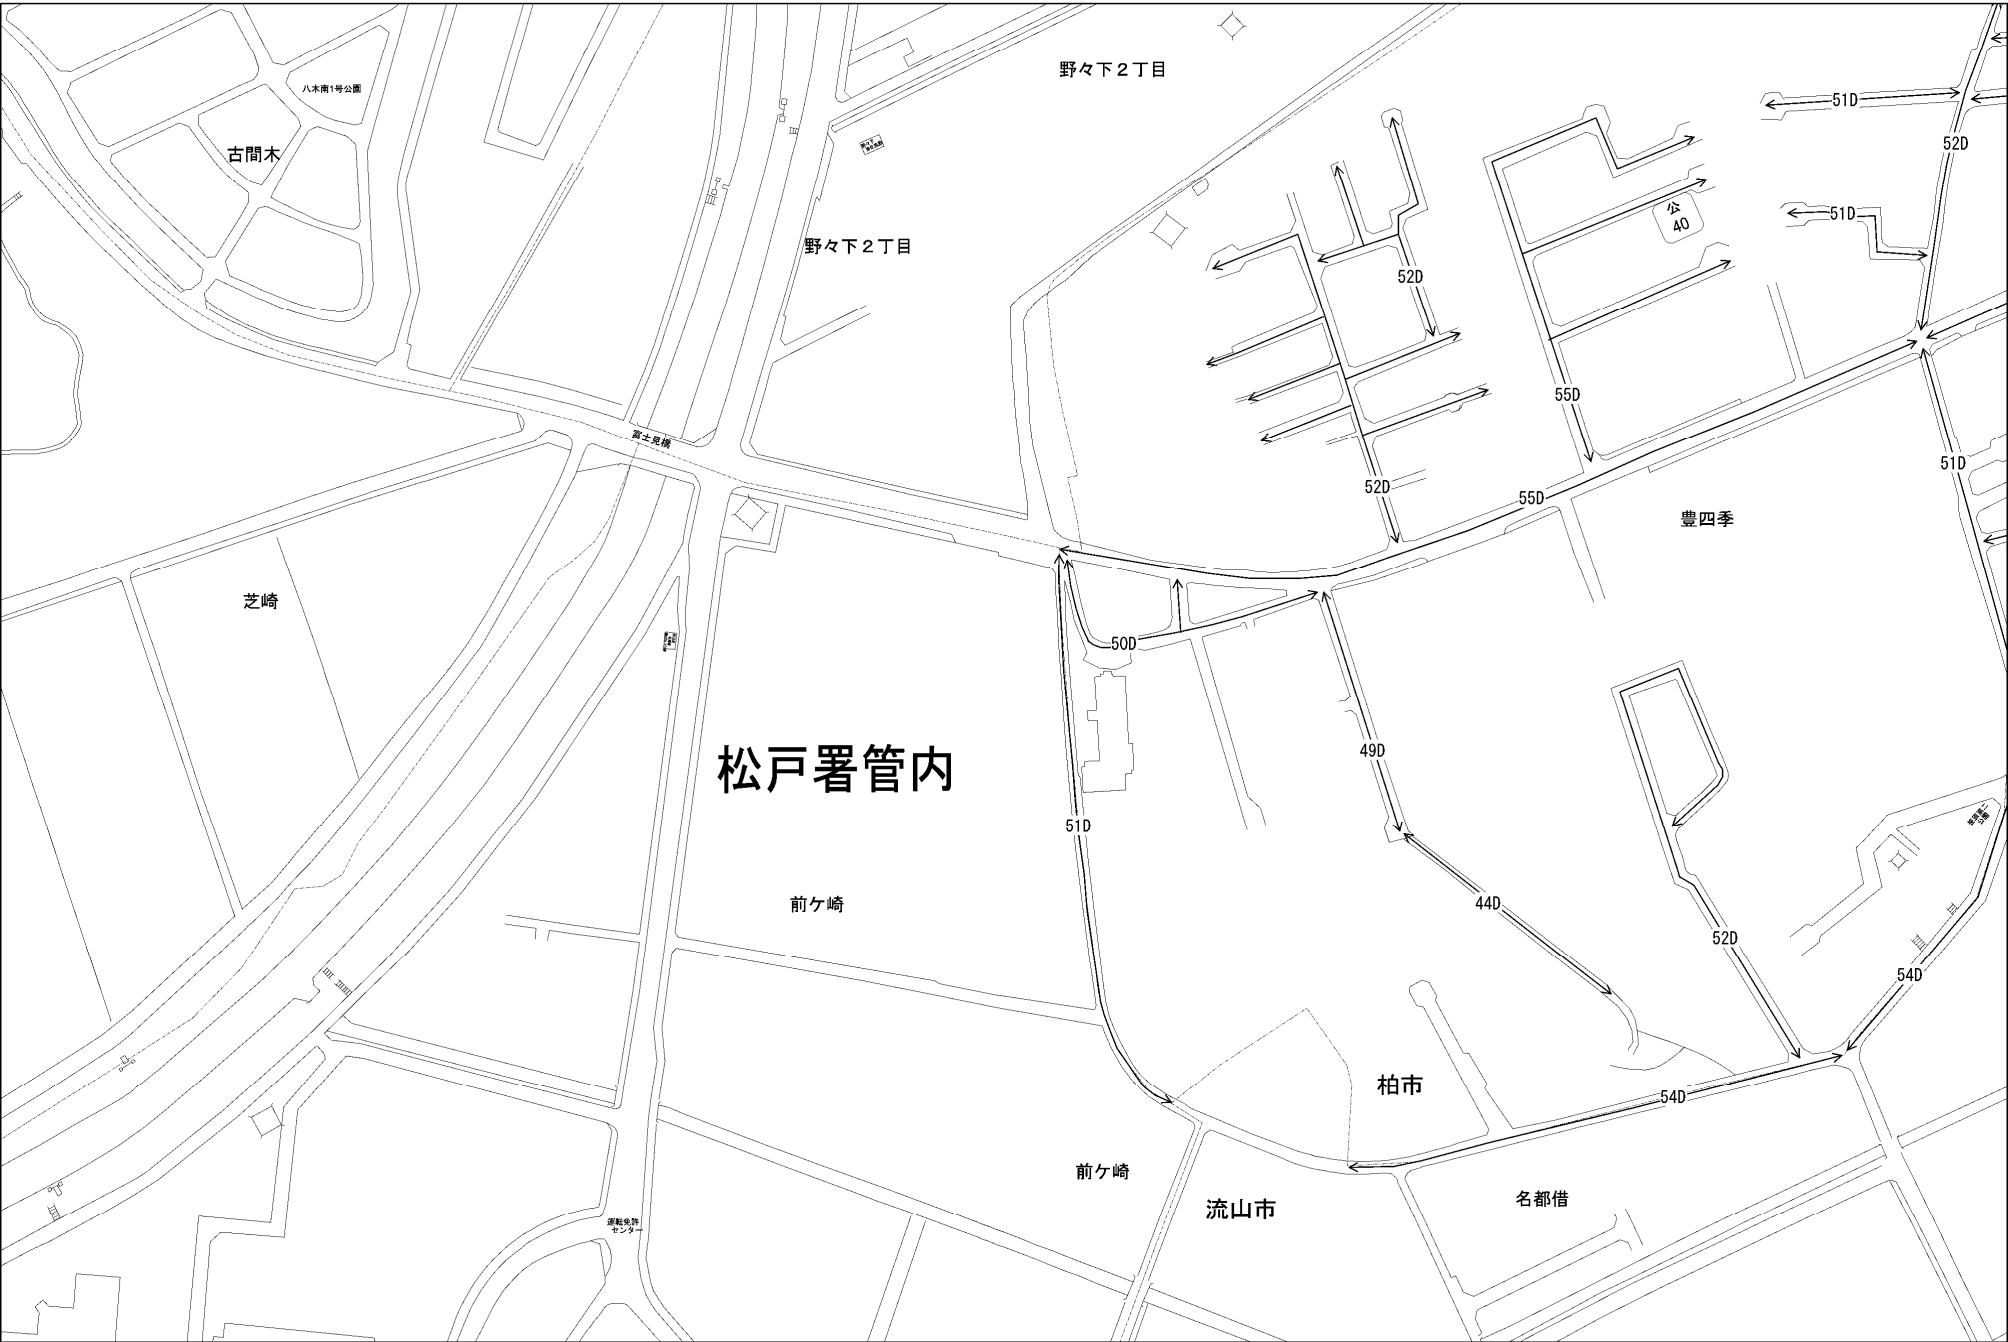 野々下２丁目
八木南1号公園
51D
古間木
52D
公
40
51D
野々下２丁目
52D
55D
富士見橋
51D
52D
55D
豊四季
芝崎
50D
49D
松戸署管内
51D
前ケ崎
44D
52D
54D
柏市
54D
前ケ崎
名都借
流山市
運転免許
センター